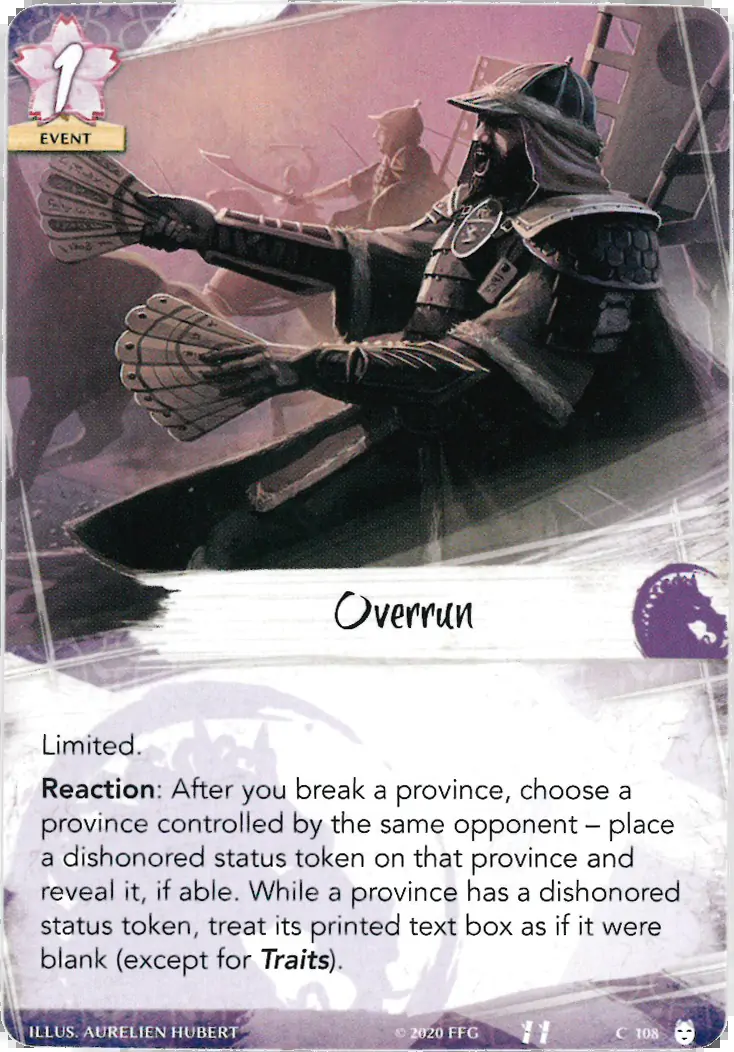 1
EVENT
Overrun
Limited.
Reaction: After you break a province, choose a
province controlled by the same opponent – place
a dishonored status token on that province and
reveal it, if able. While a province has a dishonored
status token, treat its printed text box as if it were
blank (except for Traits).
ILLUS. AURELIEN HUBERT © 2020 FFG C 108